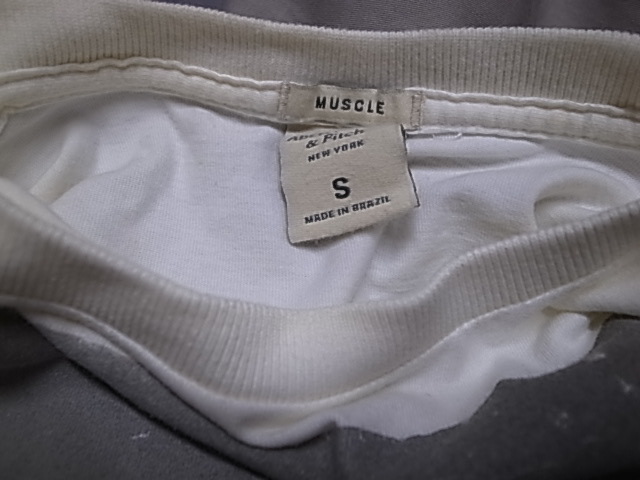 MUSCLE
& Fitch
NEW YORK
S
MADE IN BRAZIL